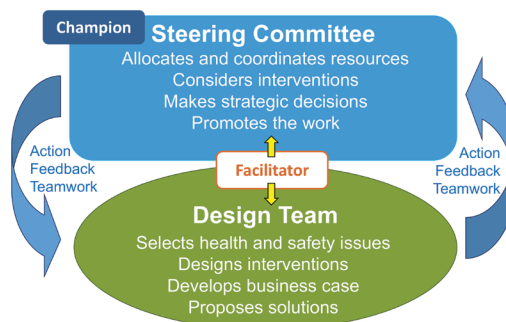 Champion
Steering Committee
Allocates and coordinates resources
Considers interventions
Makes strategic decisions
Promotes the work
Action
Feedback
Teamwork
Facilitator
Action
Feedback
Teamwork
Design Team
Selects health and safety issues
Designs interventions
Develops business case
Proposes solutions